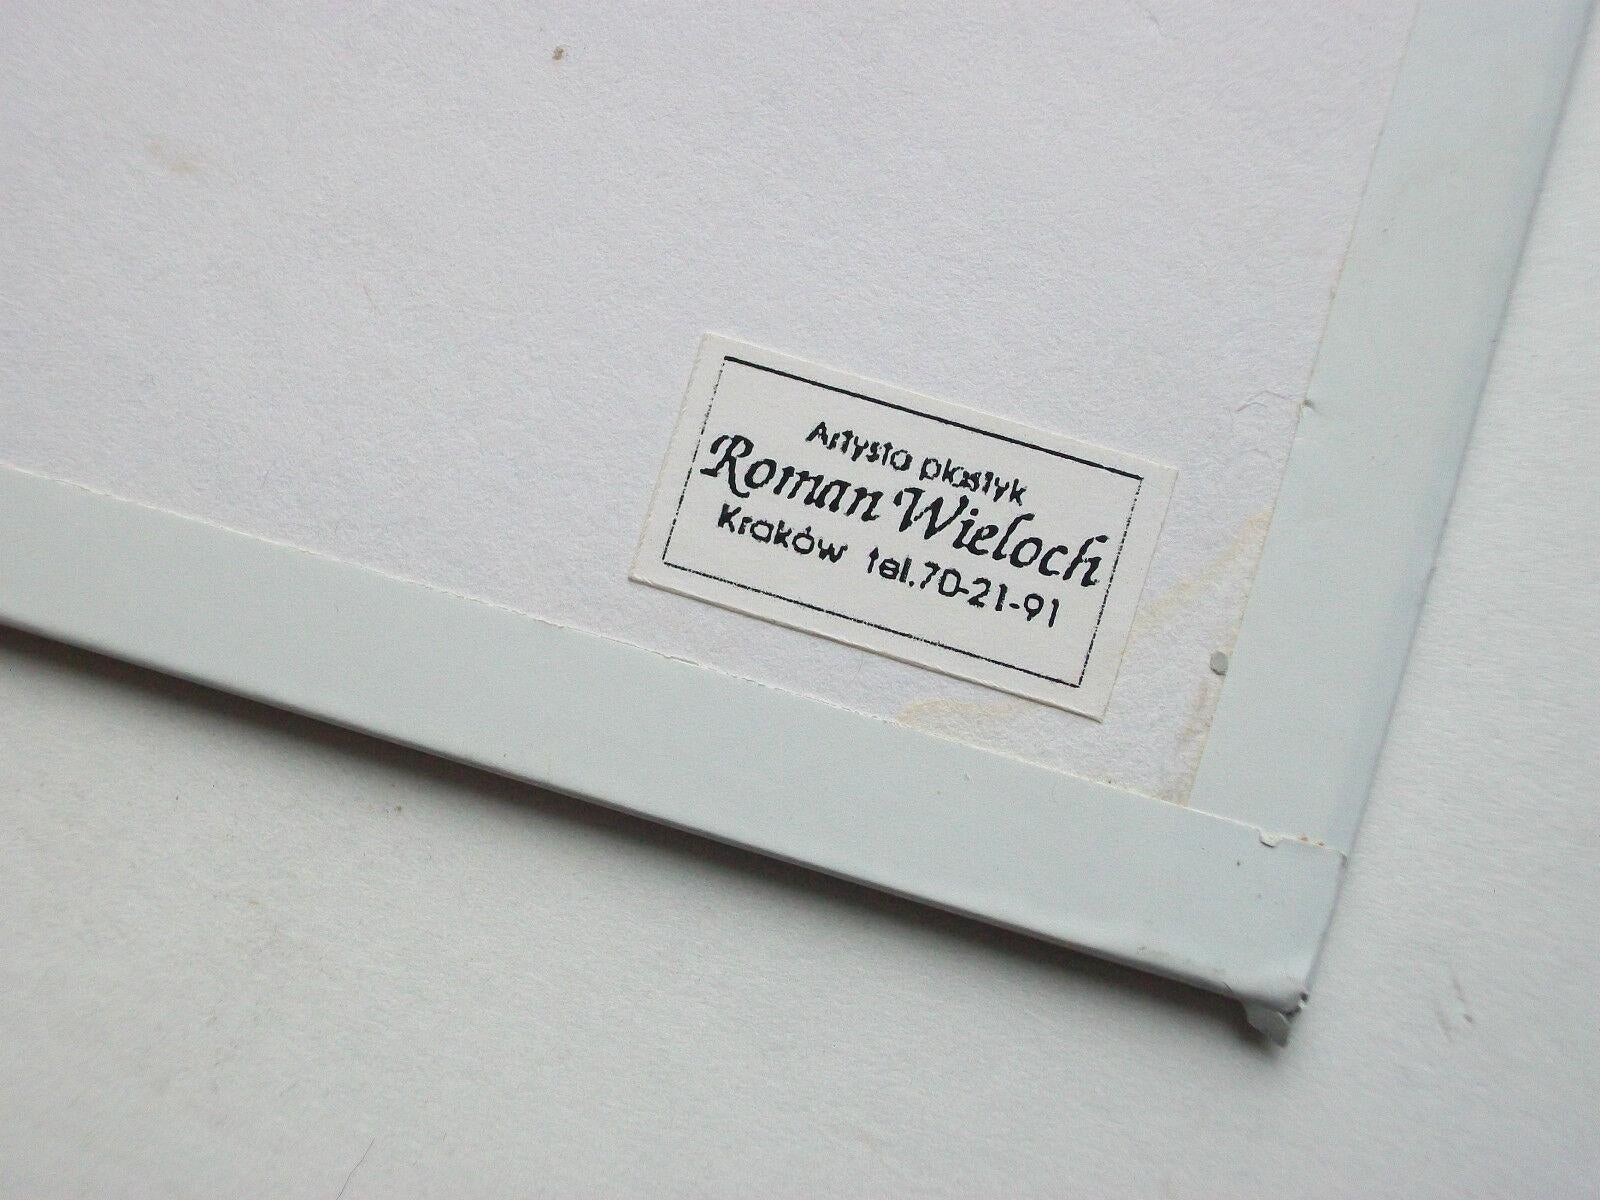 Artysta plastyk
Roman Wieloch
Kraków tel.70-21-91